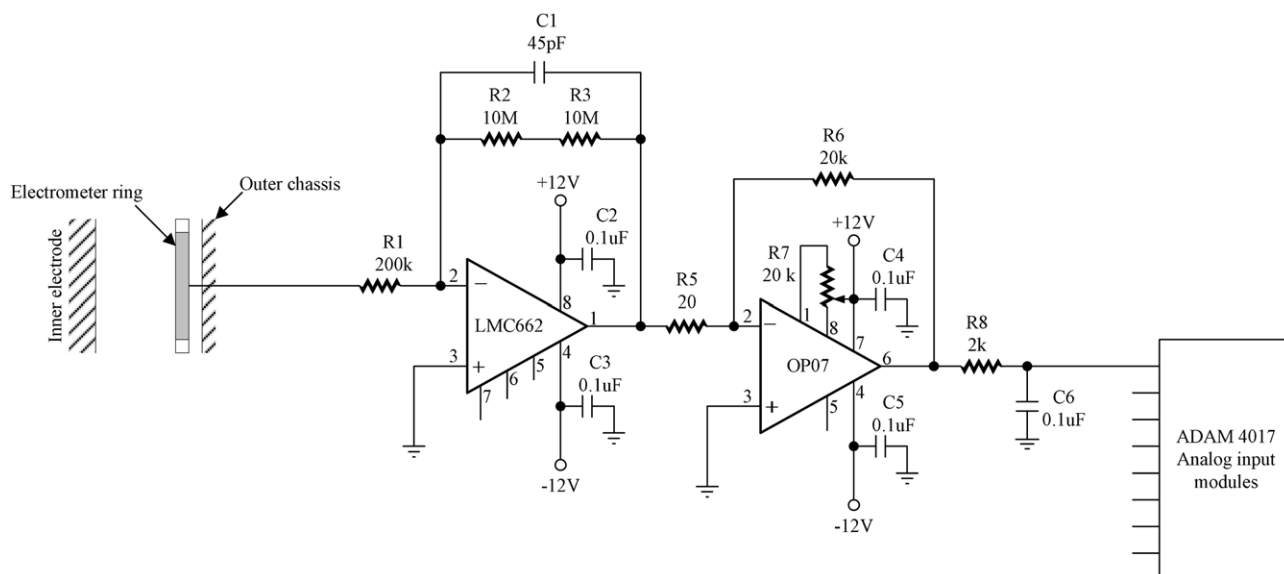 C1
45pF
R2
10M
R3
10M
R6
20k
Electrometer ring
Outer chassis
+12V
C2
0.1uF
+12V
Inner electrode
R1
200k
R7
20 k
C4
0.1uF
2
−
8
LMC662
1
R5
20
2
−
1
8
7
R8
2k
3
+
4
5
6
7
C3
0.1uF
OP07
6
3
+
4
5
C5
0.1uF
C6
0.1uF
-12V
-12V
ADAM 4017
Analog input
modules